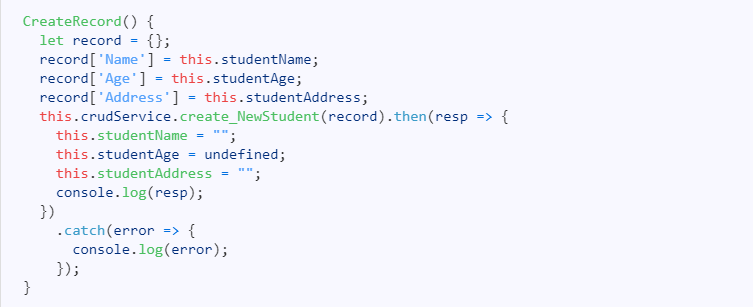 CreateRecord() {
  let record = {};
  record['Name'] = this.studentName;
  record['Age'] = this.studentAge;
  record['Address'] = this.studentAddress;
  this.crudService.create_NewStudent(record).then(resp => {
    this.studentName = "";
    this.studentAge = undefined;
    this.studentAddress = "";
    console.log(resp);
  })
    .catch(error => {
      console.log(error);
    });
}